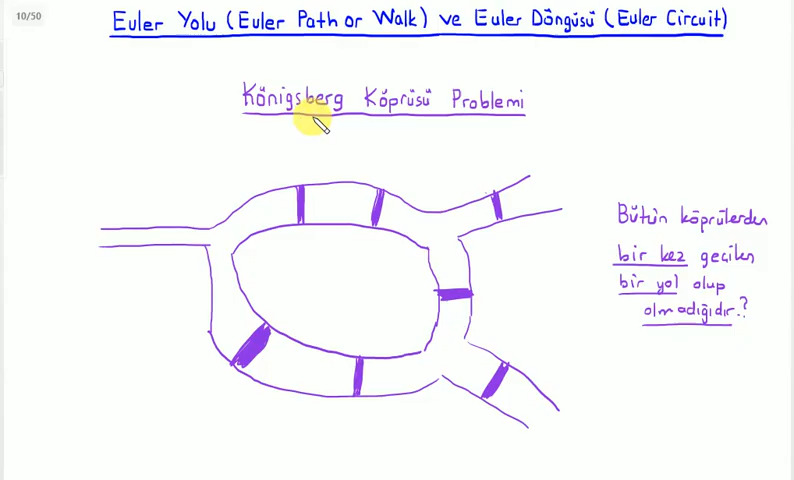 10/50
Euler Yolu (Euler Path or Walk) ve Euler Döngüsü (Euler Circuit)
Königsberg Köprüsü Problemi
Bütün köprülerden
bir kez geçilen
bir yol olup
olmadığıdır.?